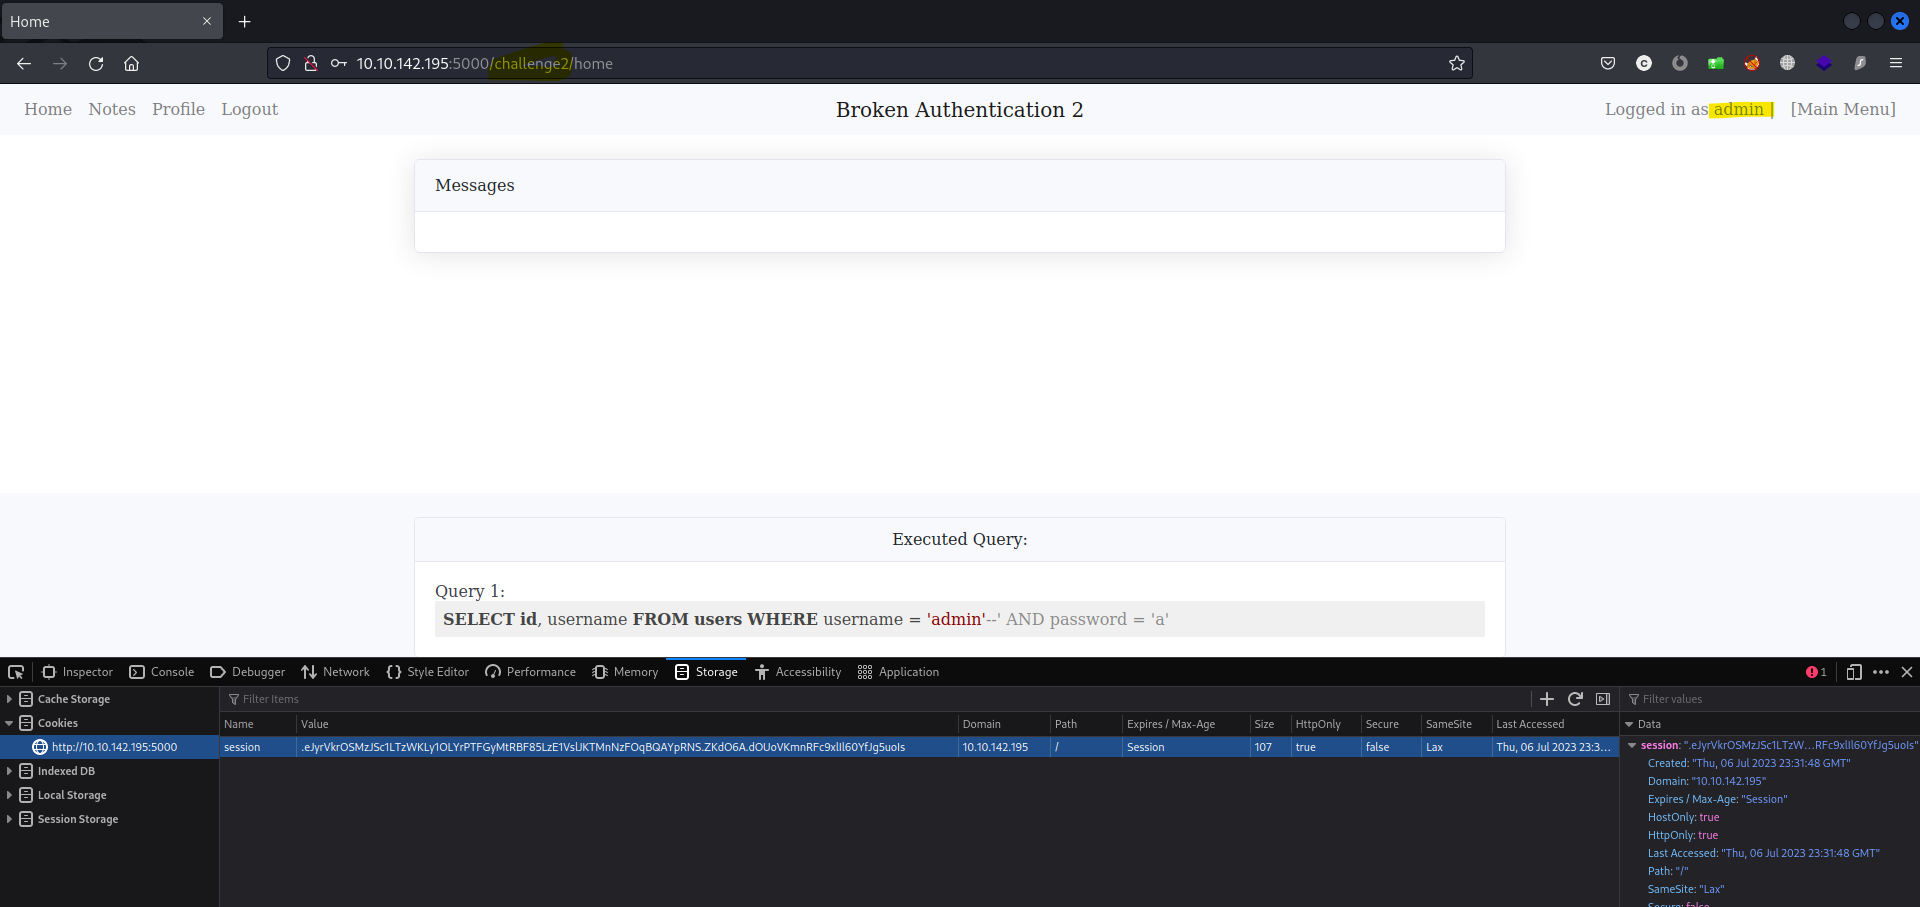 Home
10.10.142.195:5000/challenge2/home
Home Notes Profile Logout
Broken Authentication 2
Logged in as admin | [Main Menu]
Messages
Executed Query:
Query 1:
SELECT id, username FROM users WHERE username = 'admin'--' AND password = 'a'
Inspector Console Debugger Network Style Editor Performance Memory Storage Accessibility Application 1
Cache Storage
Cookies
http://10.10.142.195:5000
Indexed DB
Local Storage
Session Storage
Filter Items
Name Value Domain Path Expires / Max-Age Size HttpOnly Secure SameSite Last Accessed
session 10.10.142.195 / Session 107 true false Lax Thu, 06 Jul 2023 23:3...
Filter values
Data
Created: "Thu, 06 Jul 2023 23:31:48 GMT"
Domain: "10.10.142.195"
Expires / Max-Age: "Session"
HostOnly: true
HttpOnly: true
Last Accessed: "Thu, 06 Jul 2023 23:31:48 GMT"
Path: "/"
SameSite: "Lax"
Secure: false